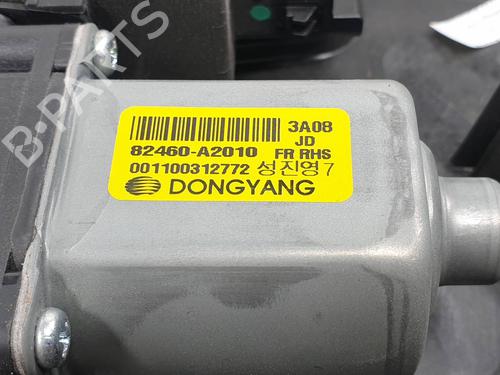 3A08
JD
82460-A2010 FR RHS
001100312772 성진영7
DONGYANG
B-PARTS